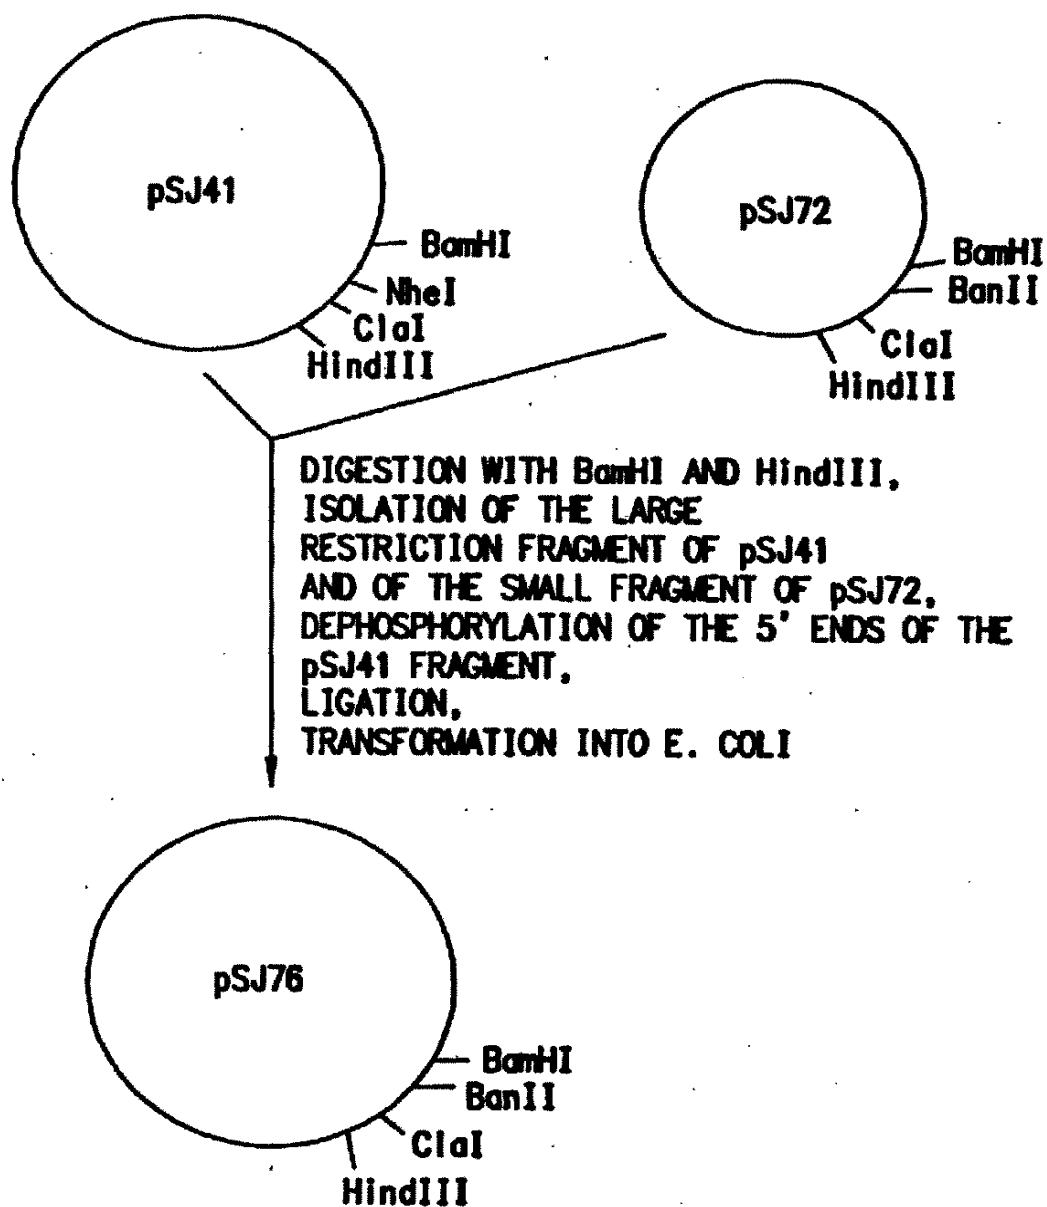 pSJ41
BamHI
NheI
ClaI
HindIII
pSJ72
BamHI
BanII
ClaI
HindIII
DIGESTION WITH BamHI AND HindIII,
ISOLATION OF THE LARGE
RESTRICTION FRAGMENT OF pSJ41
AND OF THE SMALL FRAGMENT OF pSJ72,
DEPHOSPHORYLATION OF THE 5' ENDS OF THE
pSJ41 FRAGMENT,
LIGATION,
TRANSFORMATION INTO E. COLI
pSJ76
BamHI
BanII
ClaI
HindIII